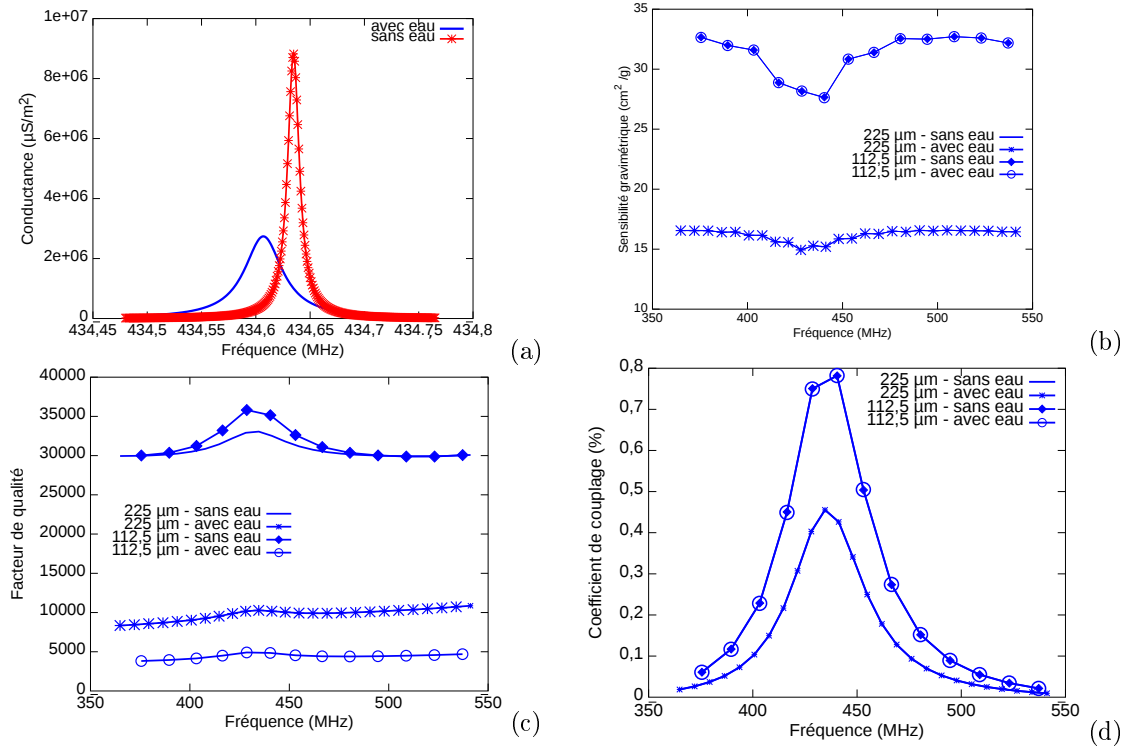 1e+07
8e+06
6e+06
4e+06
2e+06
0
Conductance (µS/m²)
avec eau
sans eau
434,45 434,5 434,55 434,6 434,65 434,7 434,75 434,8
Fréquence (MHz)
(a)
35
30
25
20
15
10
Sensibilité gravimétrique (cm² /g)
225 µm - sans eau
225 µm - avec eau
112,5 µm - sans eau
112,5 µm - avec eau
350 400 450 500 550
Fréquence (MHz)
(b)
40000
35000
30000
25000
20000
15000
10000
5000
0
Facteur de qualité
225 µm - sans eau
225 µm - avec eau
112,5 µm - sans eau
112,5 µm - avec eau
350 400 450 500 550
Fréquence (MHz)
(c)
0,8
0,7
0,6
0,5
0,4
0,3
0,2
0,1
0
Coefficient de couplage (%)
225 µm - sans eau
225 µm - avec eau
112,5 µm - sans eau
112,5 µm - avec eau
350 400 450 500 550
Fréquence (MHz)
(d)